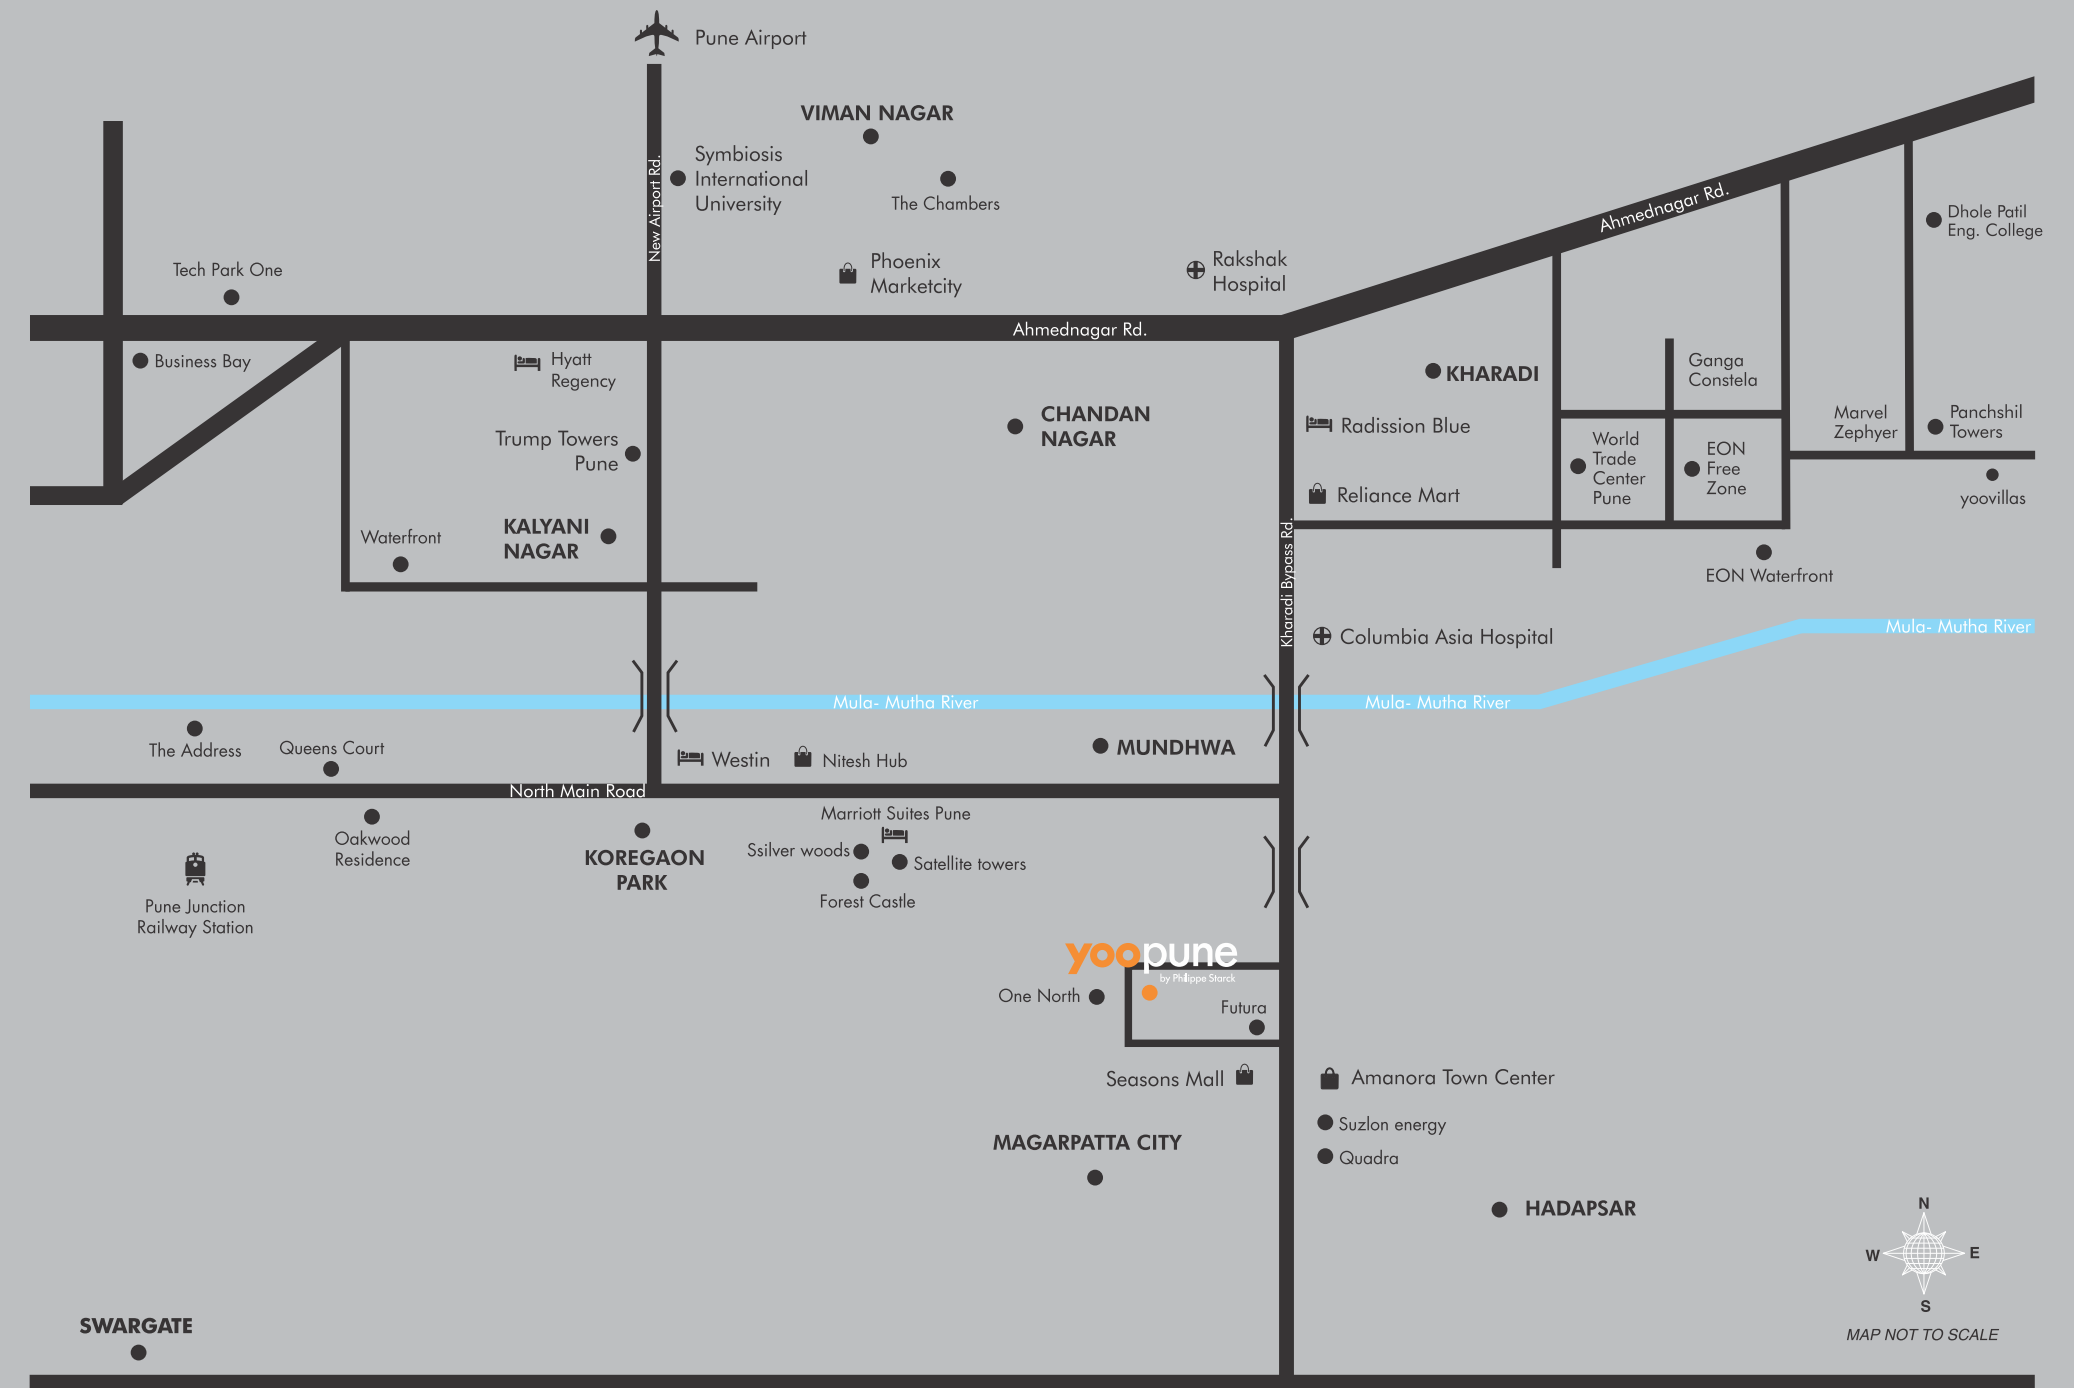 Pune Airport
VIMAN NAGAR
Symbiosis
International
University
New Airport Rd.
The Chambers
Phoenix
Marketcity
Rakshak
Hospital
Ahmednagar Rd.
Dhole Patil
Eng. College
Tech Park One
Ahmednagar Rd.
Business Bay
Hyatt
Regency
KHARADI
Ganga
Constela
Trump Towers
Pune
CHANDAN
NAGAR
Radission Blue
Marvel
Zephyer
Panchshil
Towers
World
Trade
Center
Pune
EON
Free
Zone
Reliance Mart
yoovillas
Waterfront
KALYANI
NAGAR
Kharadi Bypass Rd.
EON Waterfront
Columbia Asia Hospital
Mula- Mutha River
Mula- Mutha River
Mula- Mutha River
The Address
Queens Court
Westin
Nitesh Hub
MUNDHWA
North Main Road
Oakwood
Residence
KOREGAON
PARK
Marriott Suites Pune
Ssilver woods
Satellite towers
Forest Castle
Pune Junction
Railway Station
yoopune
by Philippe Starck
One North
Futura
Seasons Mall
Amanora Town Center
Suzlon energy
Quadra
MAGARPATTA CITY
HADAPSAR
N
W
E
S
MAP NOT TO SCALE
SWARGATE